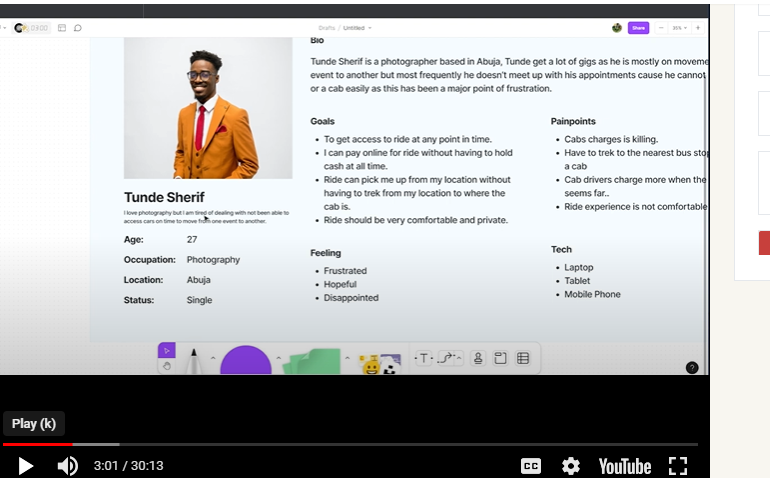 03:00
Drafts / Untitled
Share
35%
Bio
Tunde Sherif is a photographer based in Abuja, Tunde get a lot of gigs as he is mostly on moveme
event to another but most frequently he doesn't meet up with his appointments cause he cannot
or a cab easily as this has been a major point of frustration.
Goals
• To get access to ride at any point in time.
• I can pay online for ride without having to hold
cash at all time.
• Ride can pick me up from my location without
having to trek from my location to where the
cab is.
• Ride should be very comfortable and private.
Painpoints
• Cabs charges is killing.
• Have to trek to the nearest bus stop
a cab
• Cab drivers charge more when the
seems far..
• Ride experience is not comfortable
Tunde Sherif
I love photography but I am tired of dealing with not been able to
access cars on time to move from one event to another.
Age: 27
Occupation: Photography
Location: Abuja
Status: Single
Feeling
• Frustrated
• Hopeful
• Disappointed
Tech
• Laptop
• Tablet
• Mobile Phone
T
?
Play (k)
3:01 / 30:13
CC
YouTube